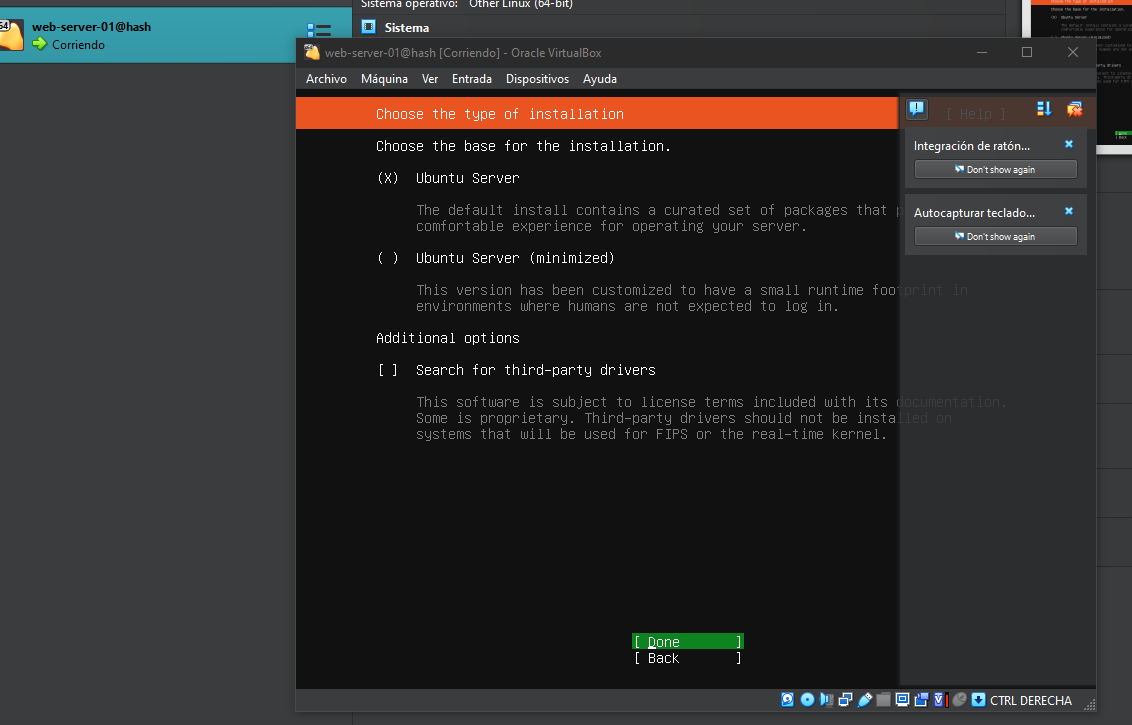 Sistema operativo: Other Linux (64-bit)
Sistema
64
web-server-01@hash
Corriendo
web-server-01@hash [Corriendo] - Oracle VirtualBox
Archivo Máquina Ver Entrada Dispositivos Ayuda
Choose the type of installation [ Help ]
Choose the base for the installation.
(X) Ubuntu Server
The default install contains a curated set of packages that p
comfortable experience for operating your server.
( ) Ubuntu Server (minimized)
This version has been customized to have a small runtime footprint in
environments where humans are not expected to log in.
Additional options
[ ] Search for third-party drivers
This software is subject to license terms included with its documentation.
Some is proprietary. Third-party drivers should not be installed on
systems that will be used for FIPS or the real-time kernel.
[ Done ]
[ Back ]
Integración de ratón...
Don't show again
Autocapturar teclado...
Don't show again
CTRL DERECHA